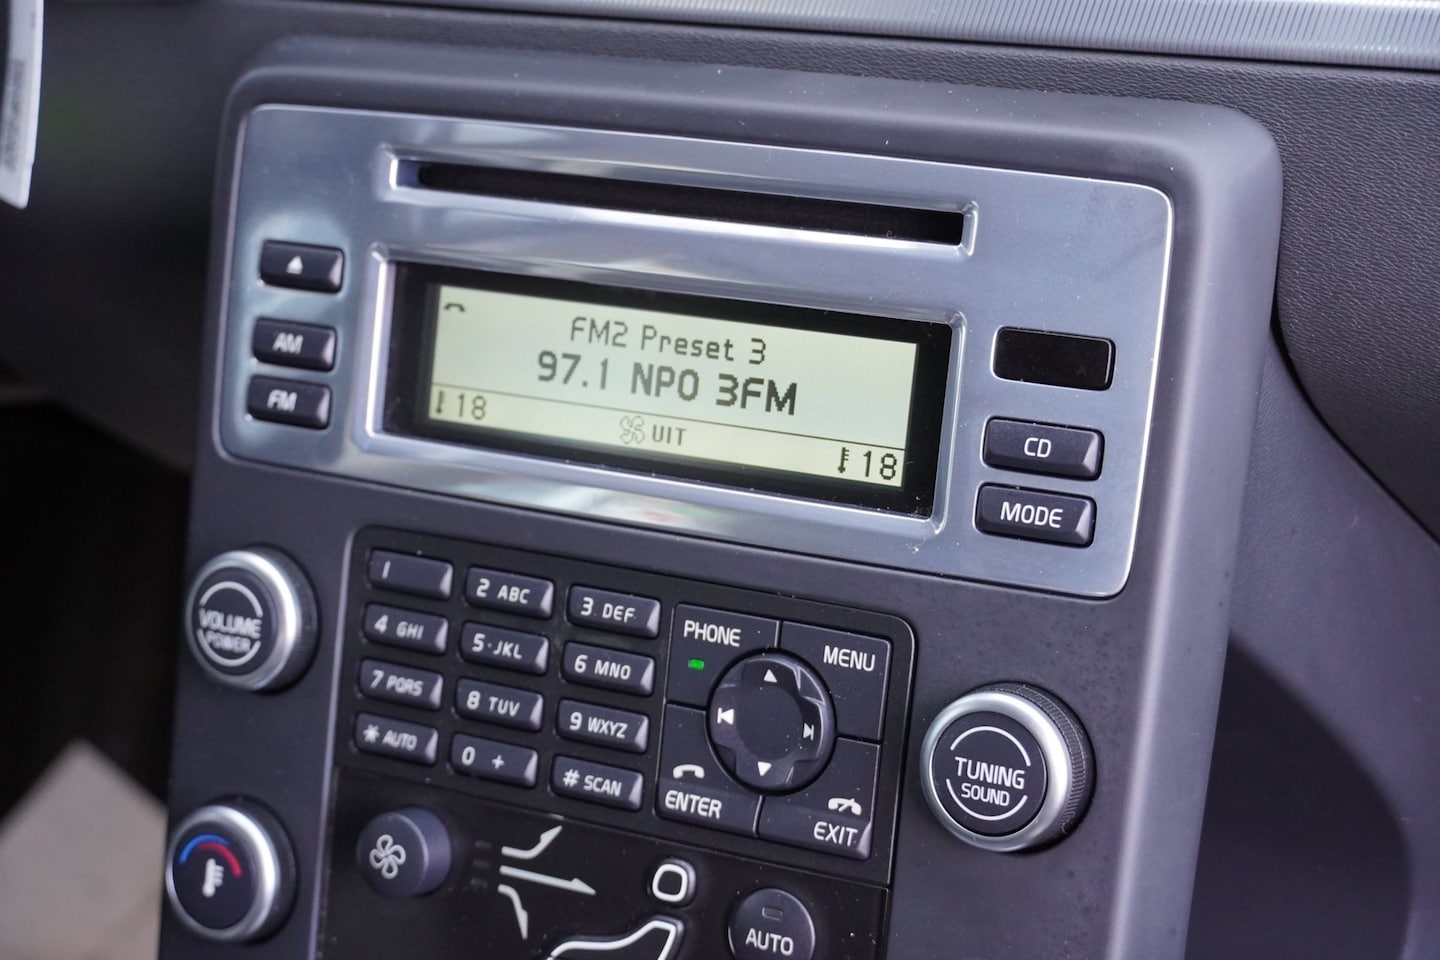 AM
FM
FM2 Preset 3
97.1 NPO 3FM
18
UIT
18
CD
MODE
VOLUME
POWER
1
2 ABC
3 DEF
4 GHI
5 JKL
6 MNO
7 PQRS
8 TUV
9 WXYZ
* AUTO
0 +
# SCAN
PHONE
MENU
ENTER
EXIT
TUNING
SOUND
AUTO